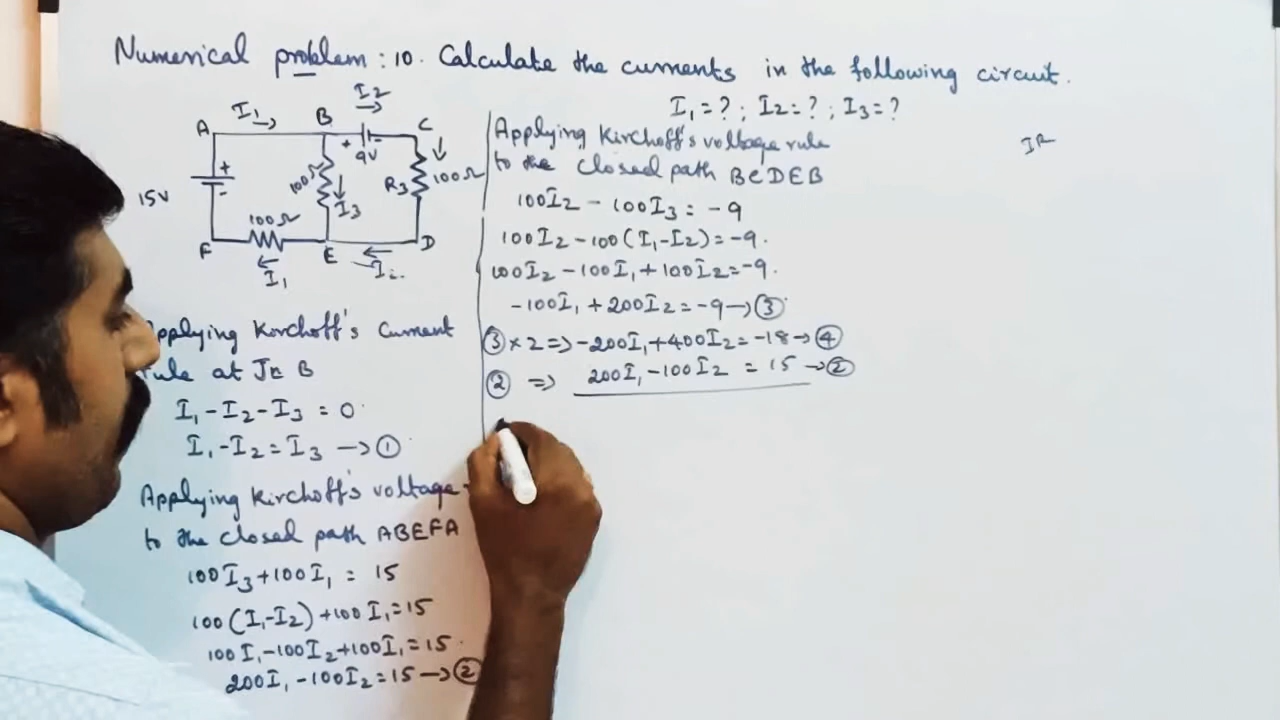 Numerical problem : 10. Calculate the currents in the following circuit.
I1 = ? ; I2 = ? ; I3 = ?
I1 →
I2 →
A
B
C
+ -
9V
+
-
15V
100Ω
I3
R3
100Ω
100Ω
F
E
D
I1
I2
Applying Kirchoff's current
rule at Jn B
I1 - I2 - I3 = 0
I1 - I2 = I3 → ①
Applying Kirchoff's voltage
to the closed path ABEFA
100I3 + 100I1 = 15
100(I1-I2) + 100I1 = 15
100I1 - 100I2 + 100I1 = 15
200I1 - 100I2 = 15 → ②
Applying Kirchoff's voltage rule
to the closed path BCDEB
100I2 - 100I3 = -9
100I2 - 100(I1-I2) = -9.
100I2 - 100I1 + 100I2 = -9.
-100I1 + 200I2 = -9 → ③
③ × 2 => -200I1 + 400I2 = -18 → ④
② => 200I1 - 100I2 = 15 → ②
IR